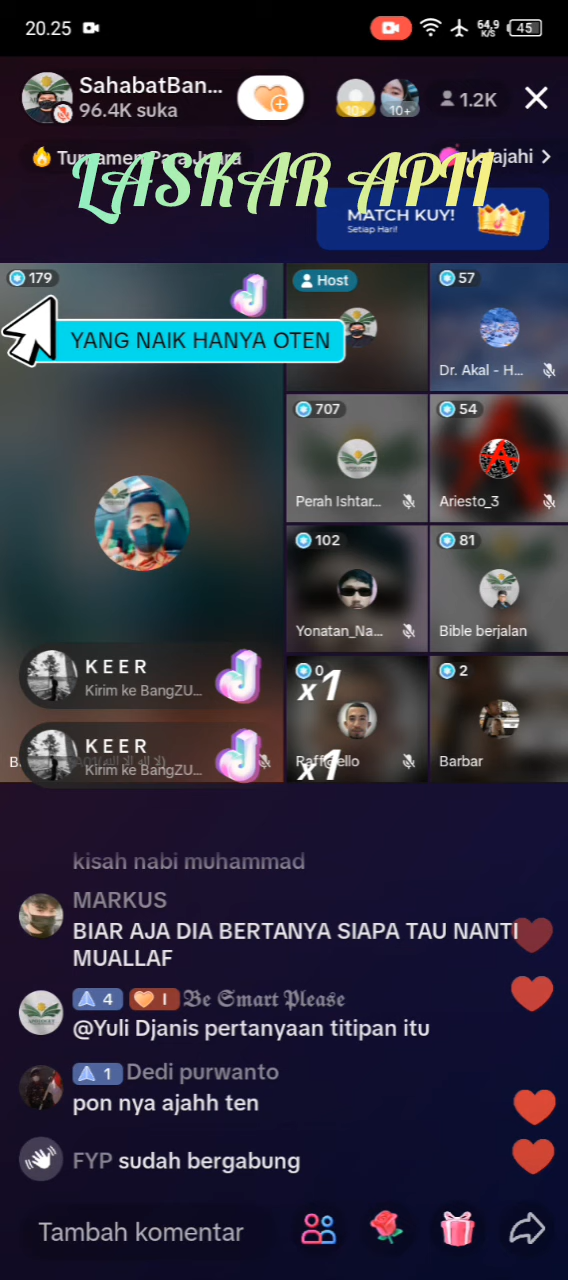 20.25
64,9
K/S
45
SahabatBan...
96.4K suka
10+
10+
1.2K
Turnamen Para Juara
Jelajahi
LASKAR APII
MATCH KUY!
Setiap Hari!
179
Host
57
YANG NAIK HANYA OTEN
Dr. Akal - H...
707
54
Perah Ishtar...
Ariesto_3
102
81
Yonatan_Na...
Bible berjalan
0
2
x1
KEER
Kirim ke BangZU...
KEER
Kirim ke BangZU...
x1
Barbar
kisah nabi muhammad
MARKUS
BIAR AJA DIA BERTANYA SIAPA TAU NANTI
MUALLAF
4 I Be Smart Please
@Yuli Djanis pertanyaan titipan itu
1 Dedi purwanto
pon nya ajahh ten
FYP sudah bergabung
Tambah komentar